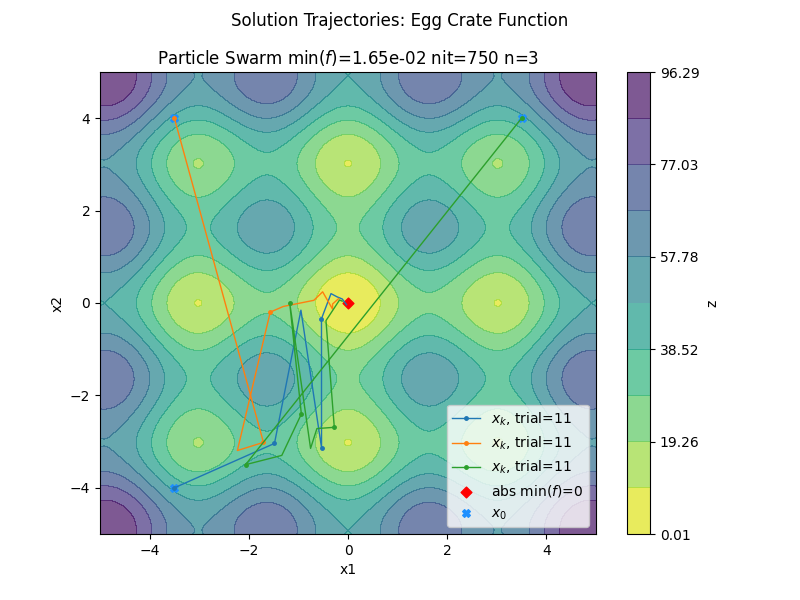 Solution Trajectories: Egg Crate Function
Particle Swarm min(f)=1.65e-02 nit=750 n=3
96.29
77.03
57.78
38.52
19.26
0.01
z
4
2
0
−2
−4
x2
−4
−2
0
2
4
x1
x_k, trial=11
x_k, trial=11
x_k, trial=11
abs min(f)=0
x_0